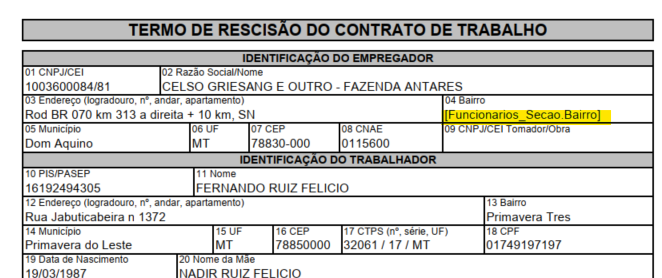 TERMO DE RESCISÃO DO CONTRATO DE TRABALHO
IDENTIFICAÇÃO DO EMPREGADOR
01 CNPJ/CEI 02 Razão Social/Nome
1003600084/81 CELSO GRIESANG E OUTRO - FAZENDA ANTARES
03 Endereço (logradouro, nº, andar, apartamento) 04 Bairro
Rod BR 070 km 313 a direita + 10 km, SN [Funcionarios_Secao.Bairro]
05 Município 06 UF 07 CEP 08 CNAE 09 CNPJ/CEI Tomador/Obra
Dom Aquino MT 78830-000 0115600
IDENTIFICAÇÃO DO TRABALHADOR
10 PIS/PASEP 11 Nome
16192494305 FERNANDO RUIZ FELICIO
12 Endereço (logradouro, nº, andar, apartamento) 13 Bairro
Rua Jabuticabeira n 1372 Primavera Tres
14 Município 15 UF 16 CEP 17 CTPS (nº, série, UF) 18 CPF
Primavera do Leste MT 78850000 32061 / 17 / MT 01749197197
19 Data de Nascimento 20 Nome da Mãe
19/03/1987 NADIR RUIZ FELICIO